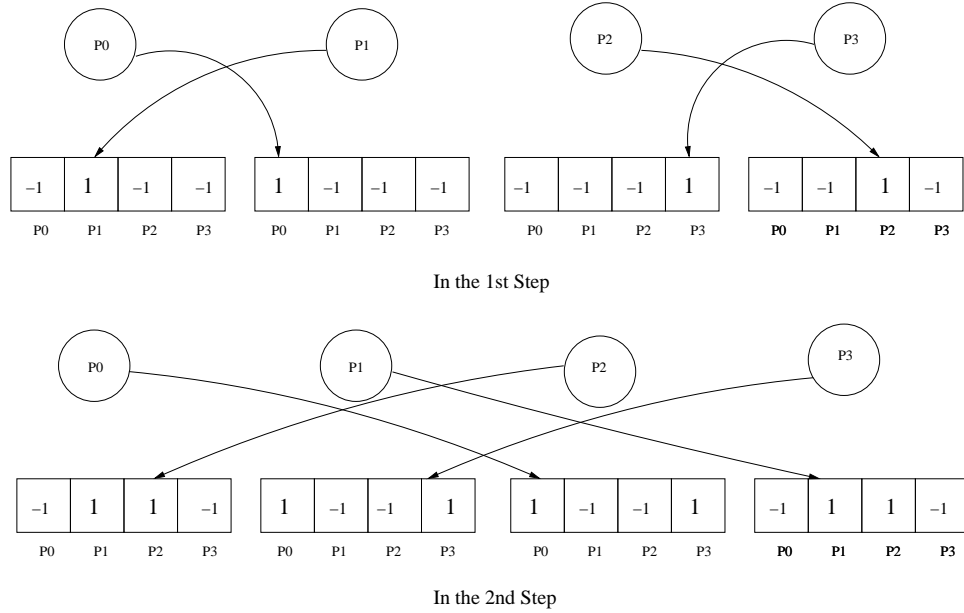 P0 P1 P2 P3
−1 1 −1 −1 1 −1 −1 −1 −1 −1 −1 1 −1 −1 1 −1
P0 P1 P2 P3 P0 P1 P2 P3 P0 P1 P2 P3 P0 P1 P2 P3
In the 1st Step
P0 P1 P2 P3
−1 1 1 −1 1 −1 −1 1 1 −1 −1 1 −1 1 1 −1
P0 P1 P2 P3 P0 P1 P2 P3 P0 P1 P2 P3 P0 P1 P2 P3
In the 2nd Step